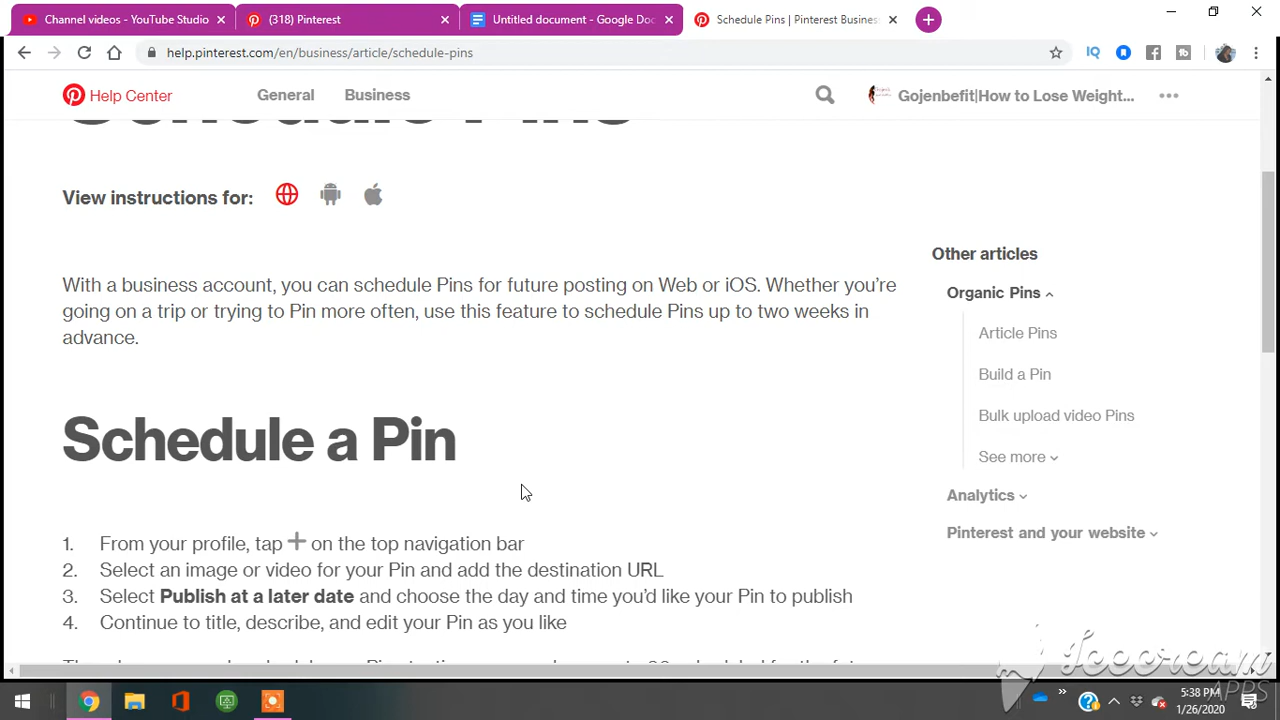 Channel videos - YouTube Studio
(318) Pinterest
Untitled document - Google Doc
Schedule Pins | Pinterest Busines
help.pinterest.com/en/business/article/schedule-pins
Help Center
General
Business
Gojenbefit|How to Lose Weight...
Schedule Pins
View instructions for:
With a business account, you can schedule Pins for future posting on Web or iOS. Whether you're
going on a trip or trying to Pin more often, use this feature to schedule Pins up to two weeks in
advance.
Schedule a Pin
1. From your profile, tap + on the top navigation bar
2. Select an image or video for your Pin and add the destination URL
3. Select Publish at a later date and choose the day and time you'd like your Pin to publish
4. Continue to title, describe, and edit your Pin as you like
Other articles
Organic Pins
Article Pins
Build a Pin
Bulk upload video Pins
See more
Analytics
Pinterest and your website
Icecream
APPS
5:38 PM
1/26/2020